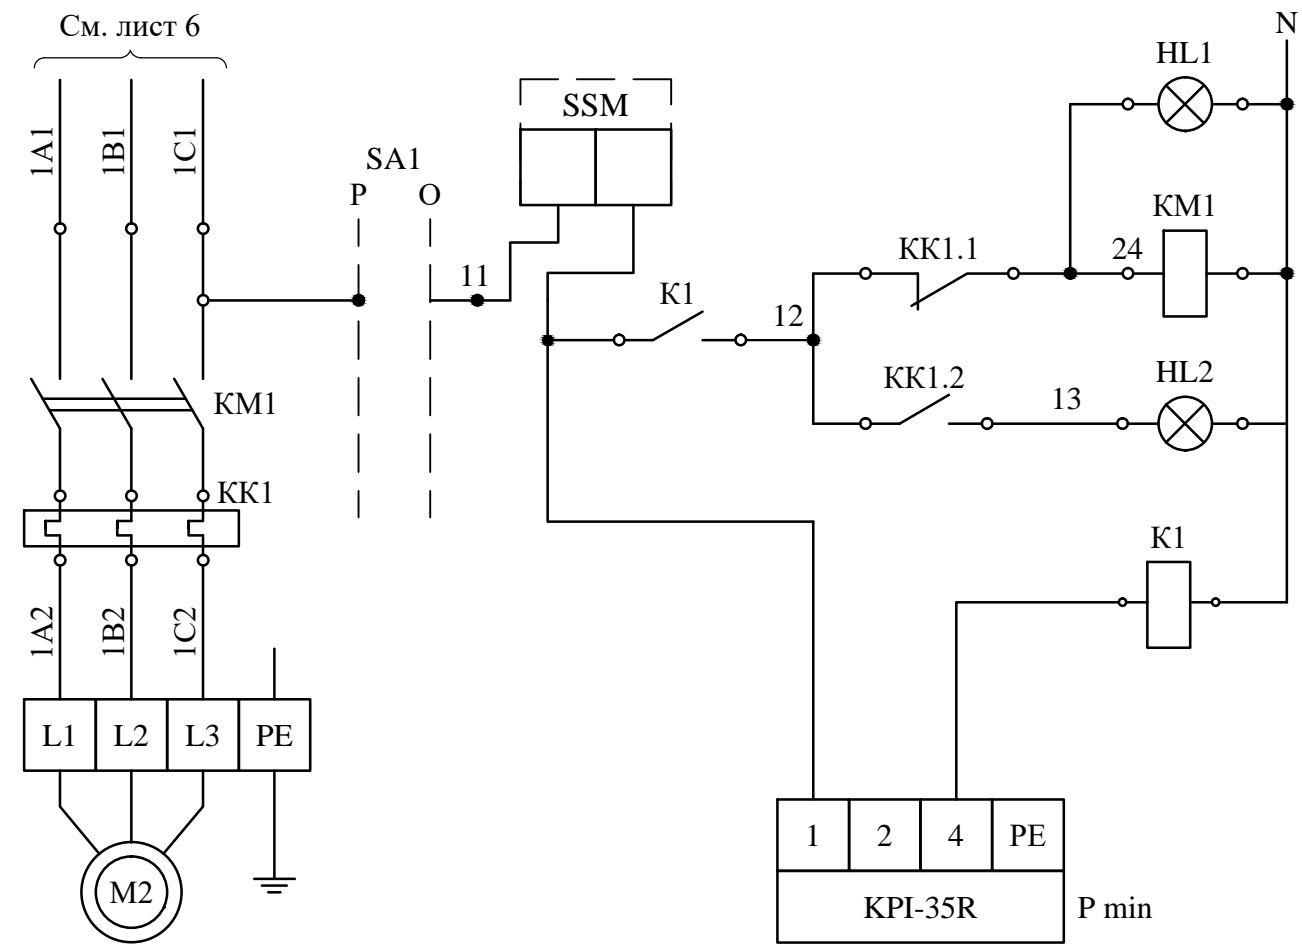 См. лист 6
N
HL1
SSM
1A1
1B1
1C1
SA1
P O
KM1
KK1.1
24
11
K1
12
KK1.2
HL2
13
KM1
KK1
K1
1A2
1B2
1C2
L1 L2 L3 PE
1 2 4 PE
M2
KPI-35R
P min